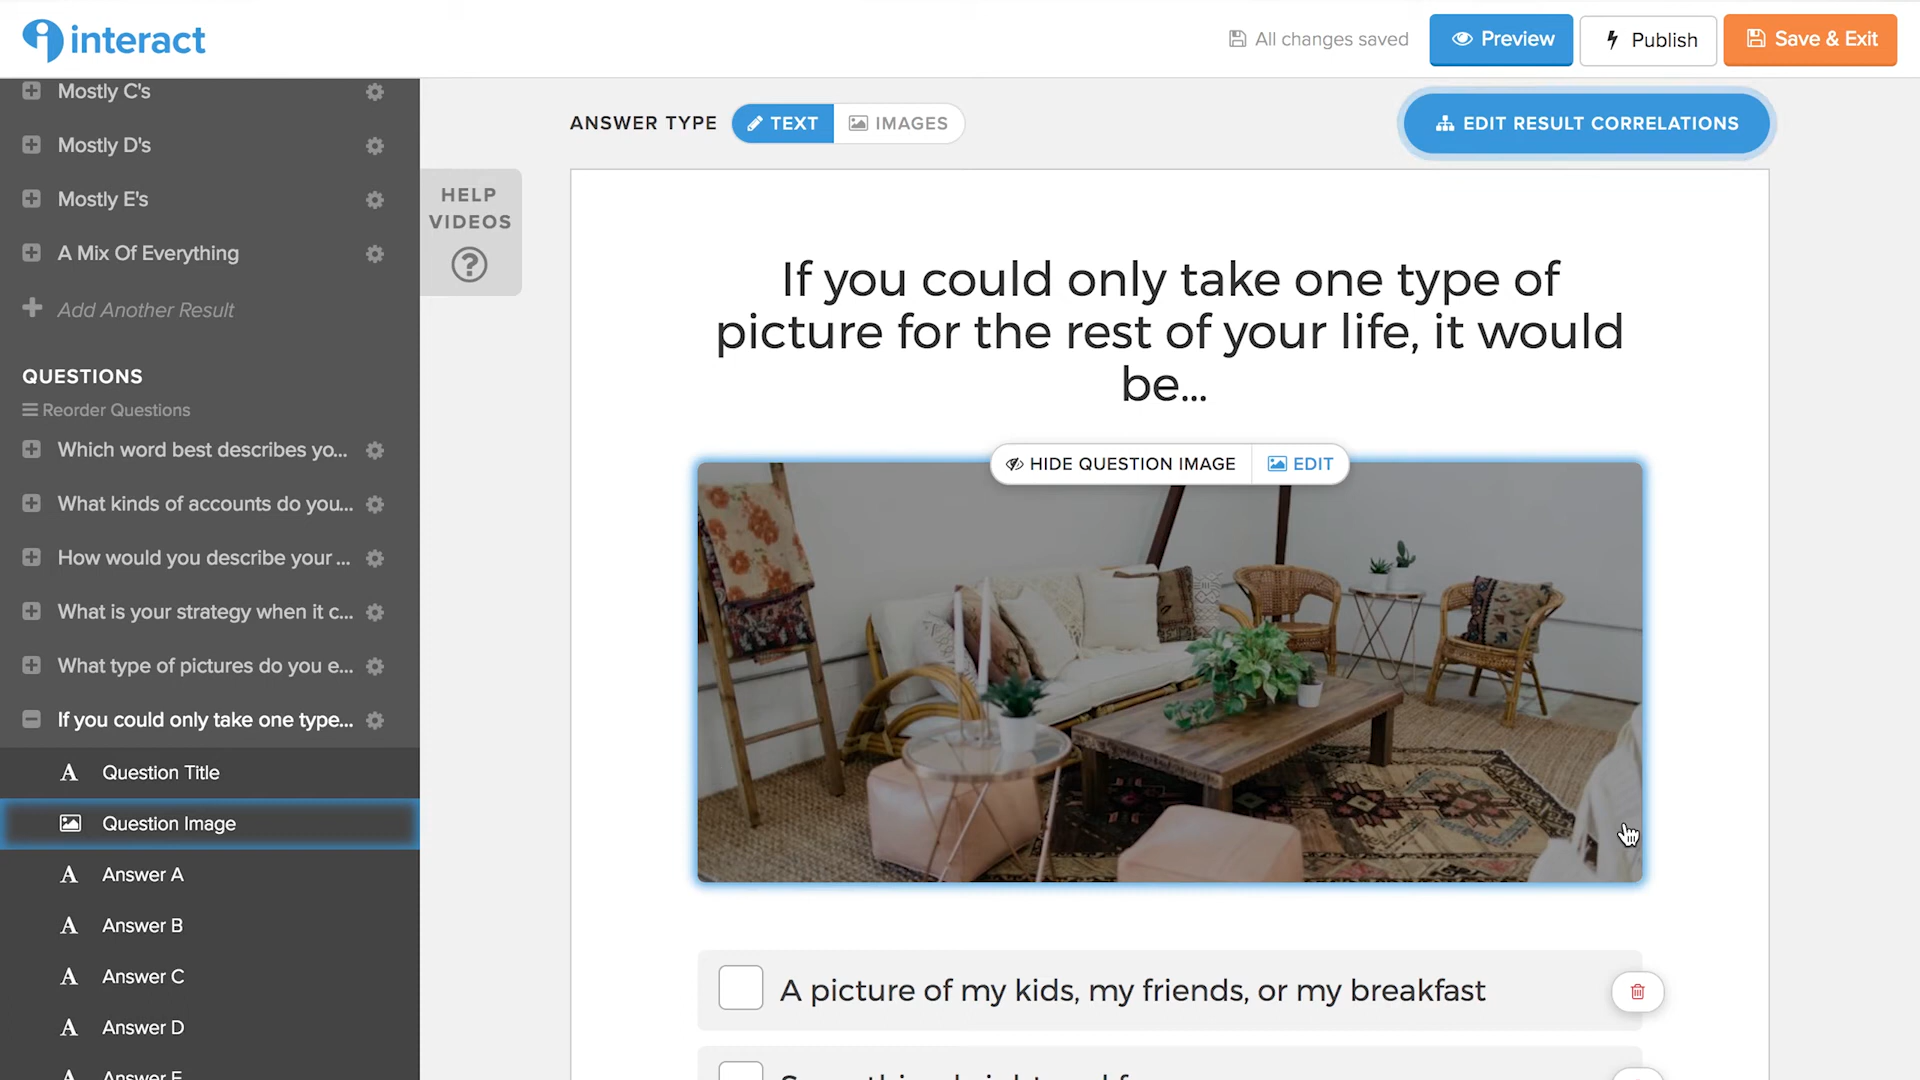 interact
All changes saved
Preview
Publish
Save & Exit
Mostly C's
Mostly D's
Mostly E's
A Mix Of Everything
Add Another Result
QUESTIONS
Reorder Questions
Which word best describes yo...
What kinds of accounts do you...
How would you describe your ...
What is your strategy when it c...
What type of pictures do you e...
If you could only take one type...
Question Title
Question Image
Answer A
Answer B
Answer C
Answer D
Answer E
HELP
VIDEOS
ANSWER TYPE
TEXT
IMAGES
EDIT RESULT CORRELATIONS
If you could only take one type of
picture for the rest of your life, it would
be...
HIDE QUESTION IMAGE
EDIT
A picture of my kids, my friends, or my breakfast